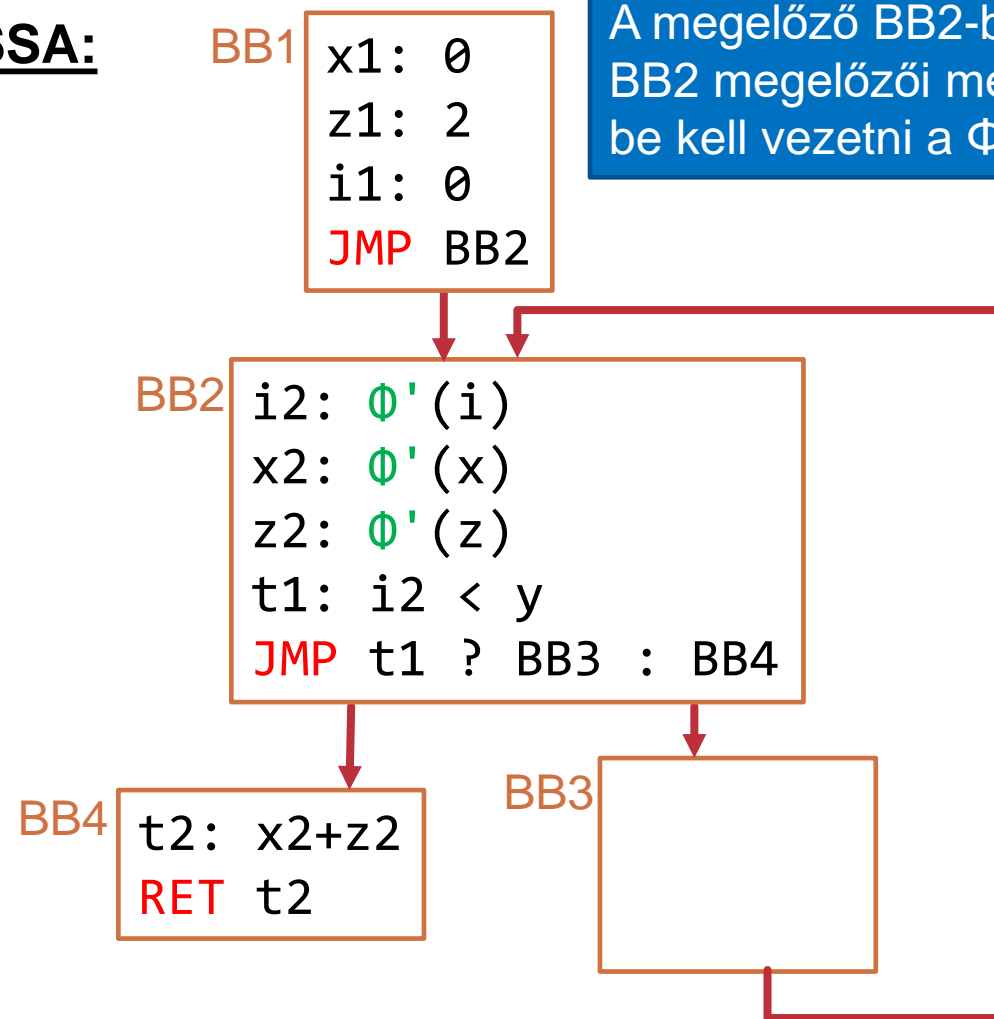 SSA:
BB1
x1: 0
z1: 2
i1: 0
JMP BB2
A megelőző BB2-b
BB2 megelőzői me
be kell vezetni a Φ
BB2
i2: Φ'(i)
x2: Φ'(x)
z2: Φ'(z)
t1: i2 < y
JMP t1 ? BB3 : BB4
BB4
t2: x2+z2
RET t2
BB3